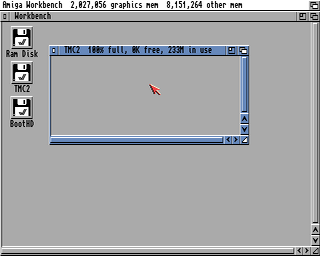 Amiga Workbench 2,027,056 graphics mem 8,151,264 other mem
Workbench
Ram Disk
TMC2 100% full, 0K free, 233M in use
TMC2
BootHD